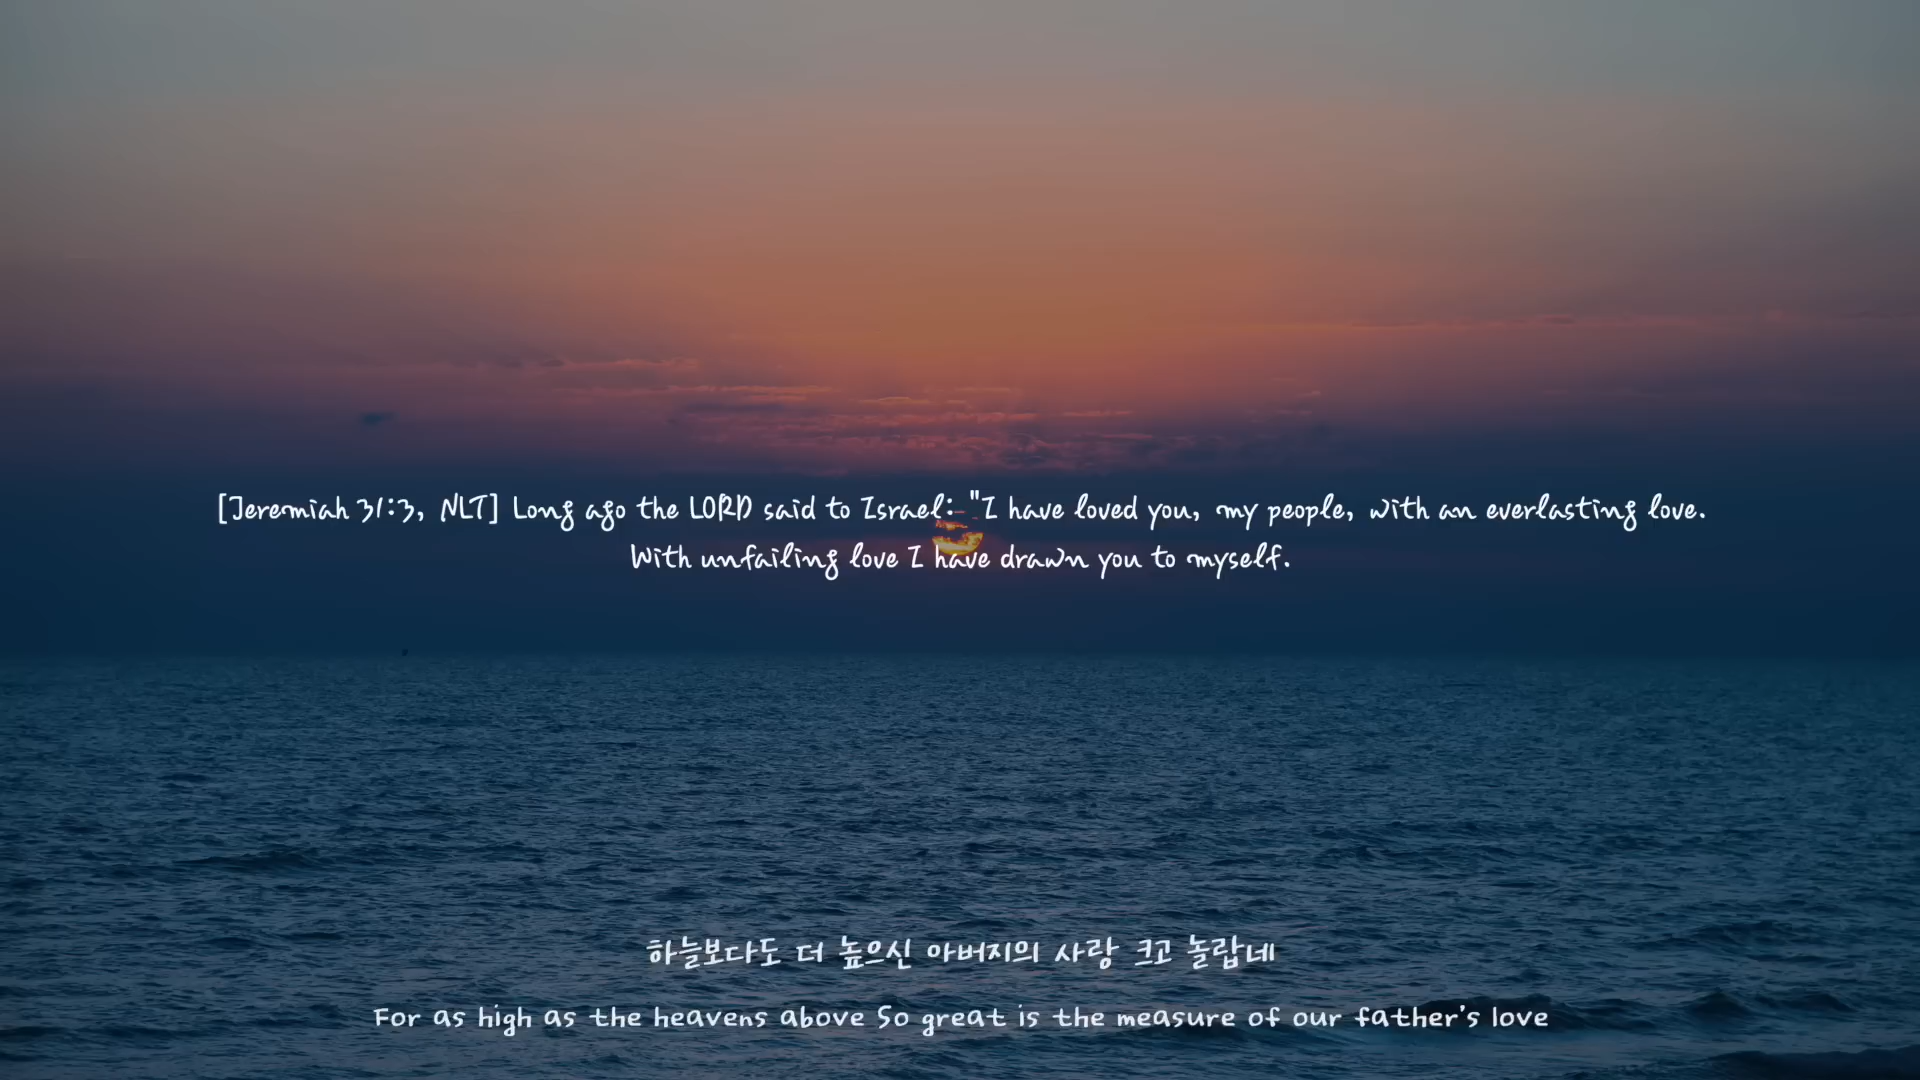 [Jeremiah 31:3, NLT] Long ago the LORD said to Israel: "I have loved you, my people, with an everlasting love.
With unfailing love I have drawn you to myself.
하늘보다도 더 높으신 아버지의 사랑 크고 놀랍네
For as high as the heavens above So great is the measure of our father's love